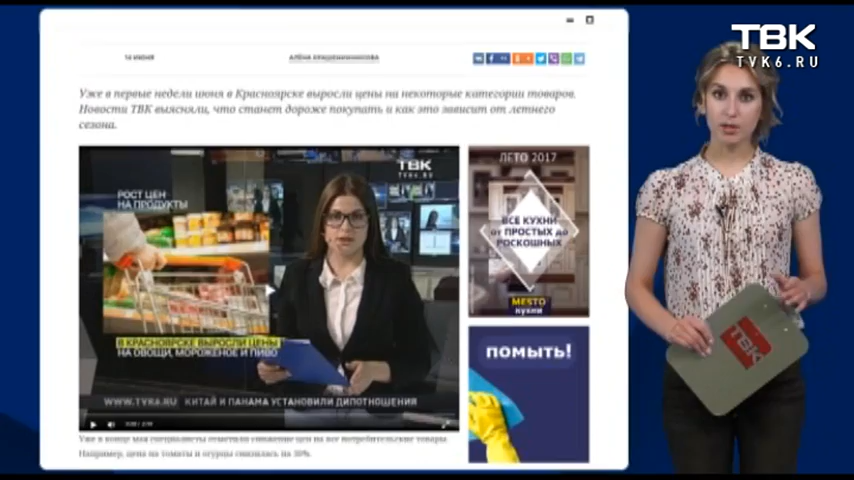 ТВК
TVK6.RU
14 ИЮНЯ
Уже в первые недели июня в Красноярске выросли цены на некоторые категории товаров.
Новости ТВК выясняли, что станет дороже покупать и как это зависит от летнего
сезона.
ТВК
TVK6.RU
РОСТ ЦЕН
НА ПРОДУКТЫ
В КРАСНОЯРСКЕ ВЫРОСЛИ ЦЕНЫ
НА ОВОЩИ, МОРОЖЕНОЕ И ПИВО
WWW.TVK6.RU КИТАЙ И ПАНАМА УСТАНОВИЛИ ДИПОТНОШЕНИЯ
ЛЕТО 2017
ВСЕ КУХНИ
от ПРОСТЫХ до
РОСКОШНЫХ
МЕSТО
кухни
ПОМЫТЬ!
ТВК
Уже в конце мая специалисты отметили снижение цен на все потребительские товары.
Например, цена на томаты и огурцы снизилась на 30%.